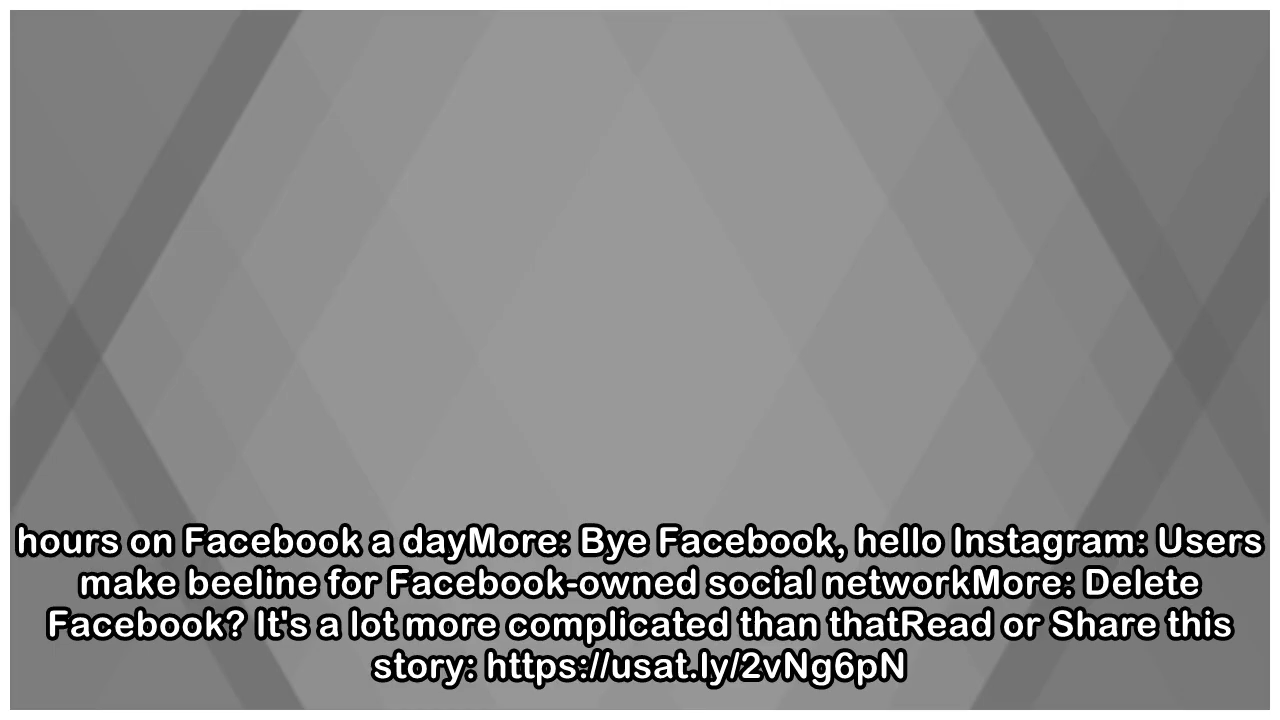 hours on Facebook a dayMore: Bye Facebook, hello Instagram: Users
make beeline for Facebook-owned social networkMore: Delete
Facebook? It's a lot more complicated than thatRead or Share this
story: https://usat.ly/2vNg6pN